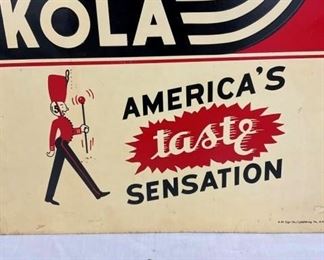 KOLA
AMERICA'S
taste
SENSATION